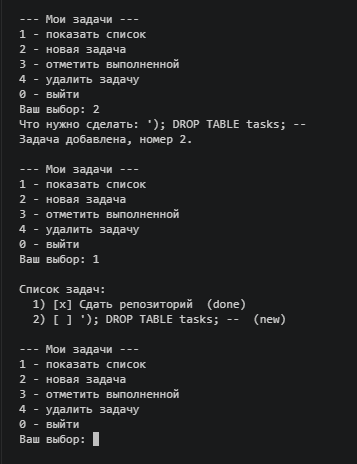 --- Мои задачи ---
1 - показать список
2 - новая задача
3 - отметить выполненной
4 - удалить задачу
0 - выйти
Ваш выбор: 2
Что нужно сделать: '); DROP TABLE tasks; --
Задача добавлена, номер 2.
--- Мои задачи ---
1 - показать список
2 - новая задача
3 - отметить выполненной
4 - удалить задачу
0 - выйти
Ваш выбор: 1
Список задач:
1) [x] Сдать репозиторий (done)
2) [ ] '); DROP TABLE tasks; -- (new)
--- Мои задачи ---
1 - показать список
2 - новая задача
3 - отметить выполненной
4 - удалить задачу
0 - выйти
Ваш выбор: